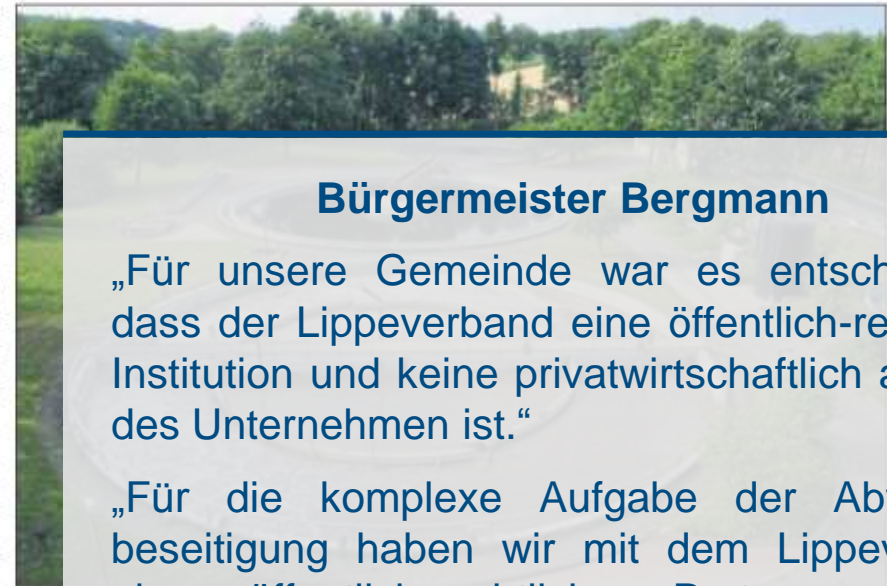 Bürgermeister Bergmann
„Für unsere Gemeinde war es entsch
dass der Lippeverband eine öffentlich-re
Institution und keine privatwirtschaftlich a
des Unternehmen ist.“
„Für die komplexe Aufgabe der Ab
beseitigung haben wir mit dem Lippev